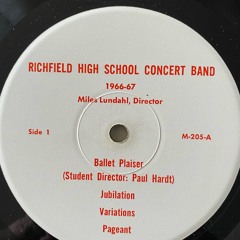 RICHFIELD HIGH SCHOOL CONCERT BAND
1966-67
Miles Lundahl, Director
Side 1 M-205-A
Ballet Plaiser
(Student Director: Paul Hardt)
Jubilation
Variations
Pageant